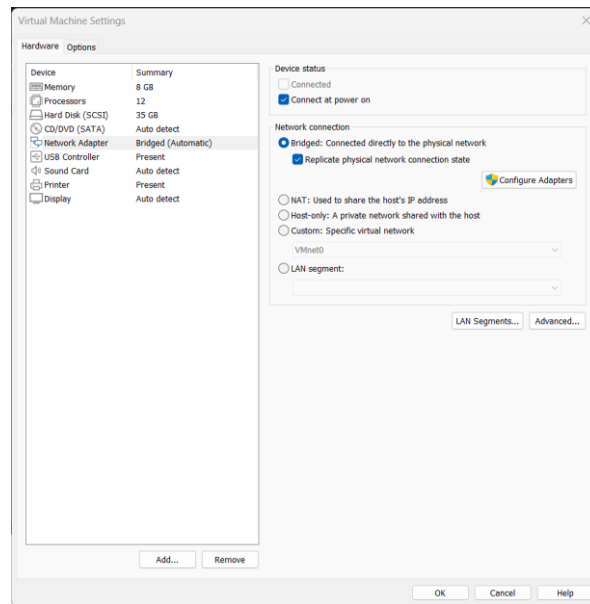 Virtual Machine Settings
Hardware Options
Device Summary
Memory 8 GB
Processors 12
Hard Disk (SCSI) 35 GB
CD/DVD (SATA) Auto detect
Network Adapter Bridged (Automatic)
USB Controller Present
Sound Card Auto detect
Printer Present
Display Auto detect
Add... Remove
Device status
Connected
Connect at power on
Network connection
Bridged: Connected directly to the physical network
Replicate physical network connection state
Configure Adapters
NAT: Used to share the host's IP address
Host-only: A private network shared with the host
Custom: Specific virtual network
VMnet0
LAN segment:
LAN Segments... Advanced...
OK Cancel Help